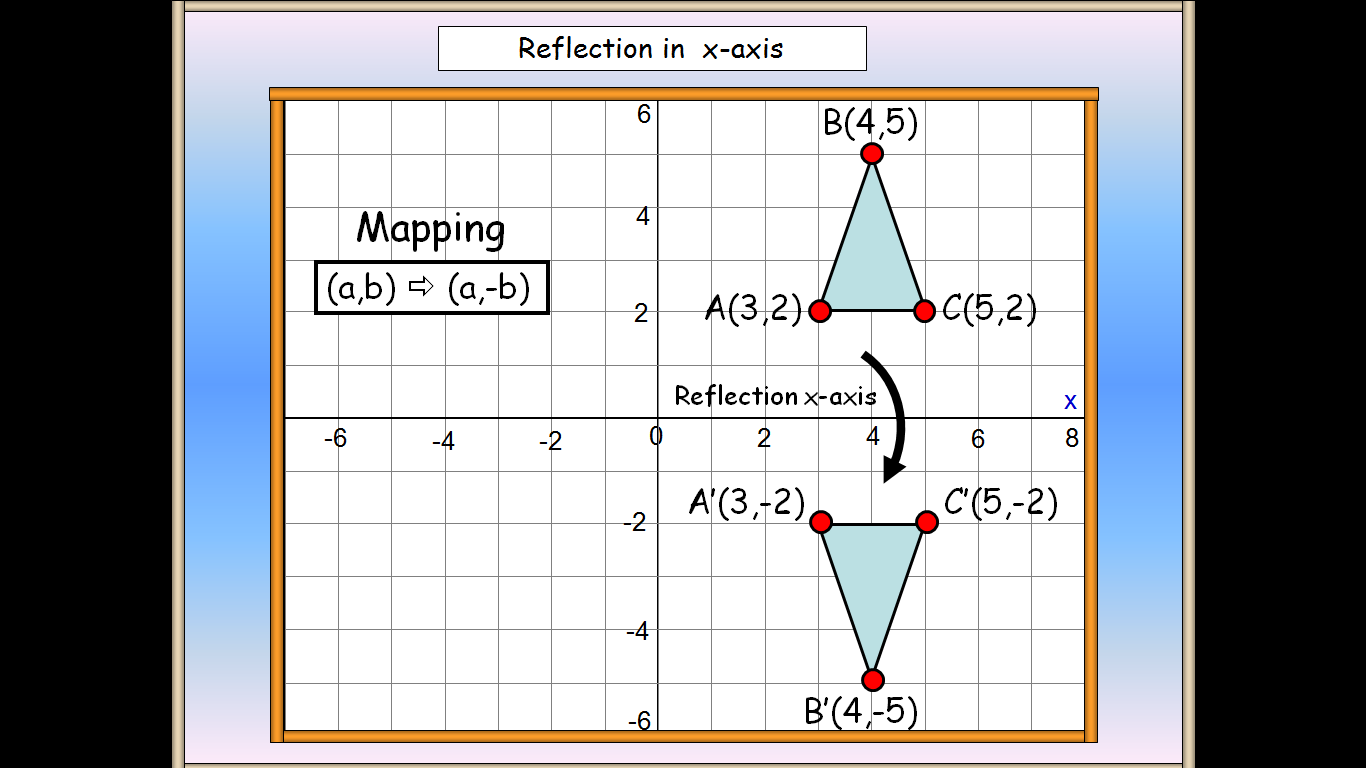 Reflection in x-axis
6
B(4,5)
4
Mapping
(a,b) ⇨ (a,-b)
A(3,2)
C(5,2)
2
Reflection x-axis
x
-6
-4
-2
0
2
4
6
8
A’(3,-2)
C’(5,-2)
-2
-4
B’(4,-5)
-6